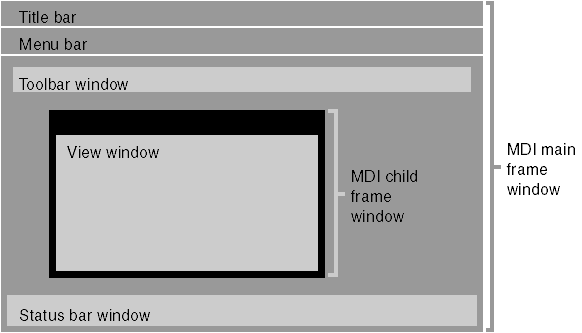 Title bar
Menu bar
Toolbar window
View window
MDI child
frame
window
MDI main
frame
window
Status bar window